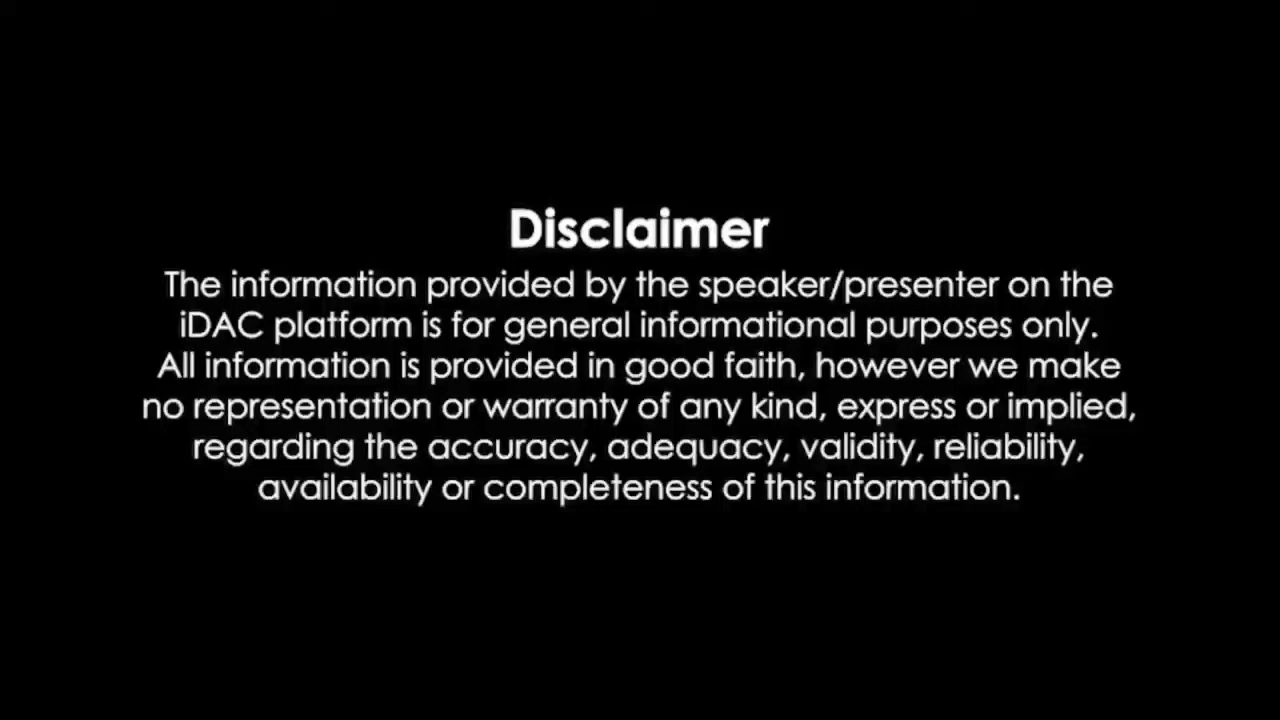 Disclaimer
The information provided by the speaker/presenter on the
iDAC platform is for general informational purposes only.
All information is provided in good faith, however we make
no representation or warranty of any kind, express or implied,
regarding the accuracy, adequacy, validity, reliability,
availability or completeness of this information.